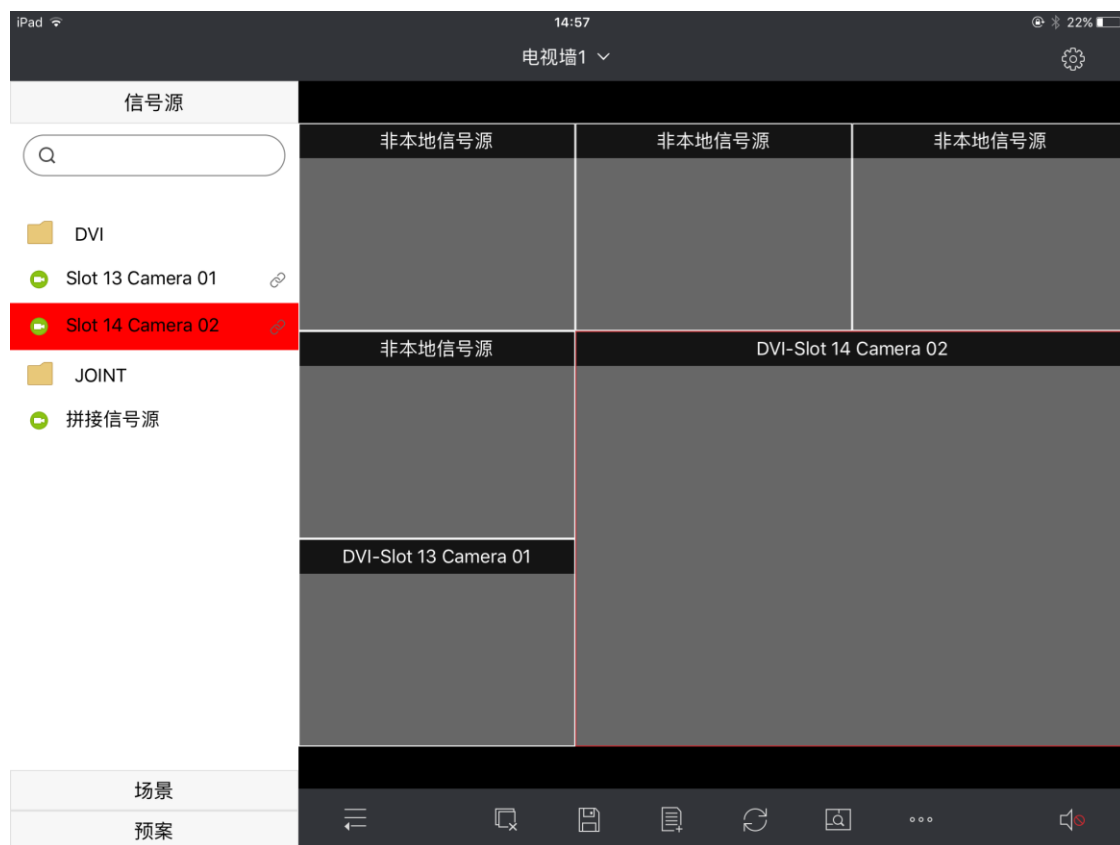 iPad 14:57 22%
电视墙1
信号源
DVI
Slot 13 Camera 01
Slot 14 Camera 02
JOINT
拼接信号源
场景
预案
非本地信号源
非本地信号源
非本地信号源
非本地信号源
DVI-Slot 14 Camera 02
DVI-Slot 13 Camera 01